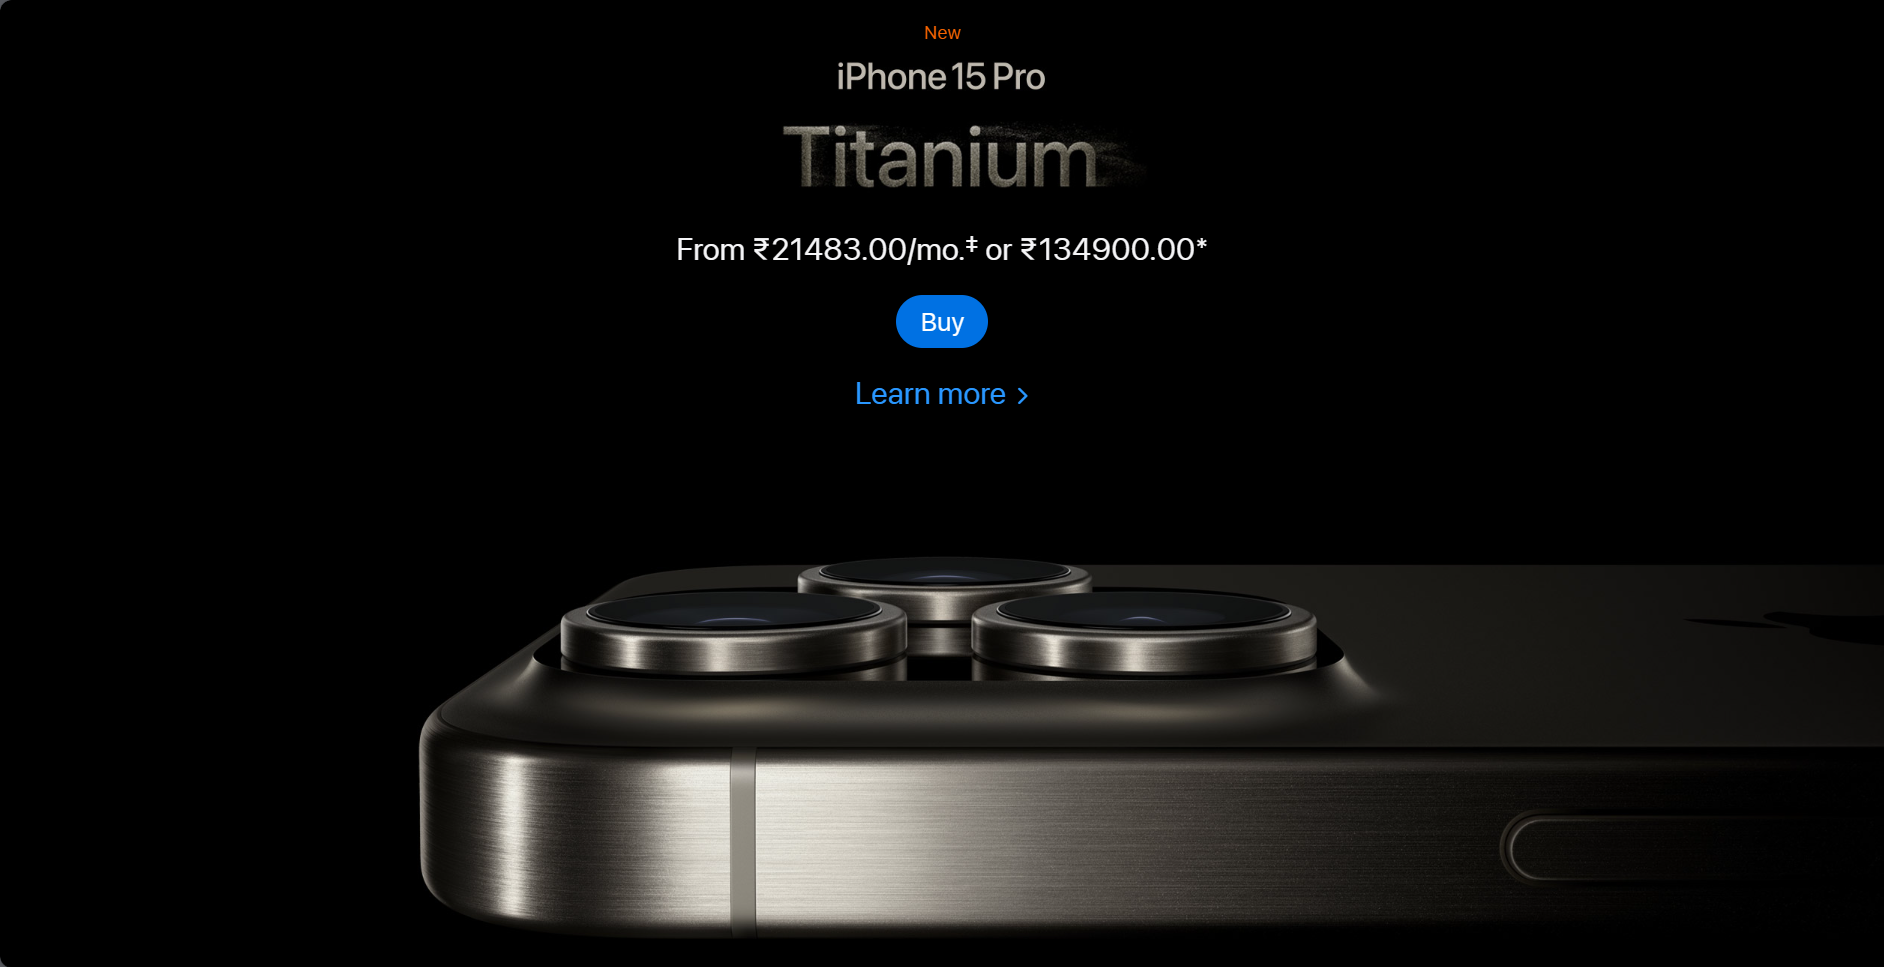 New
iPhone 15 Pro
Titanium
From ₹21483.00/mo.‡ or ₹134900.00*
Buy
Learn more >